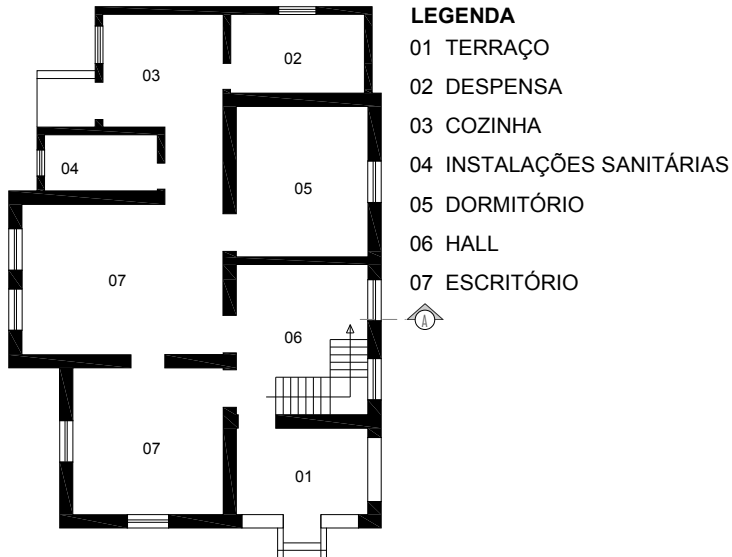 LEGENDA
01 TERRAÇO
02 DESPENSA
03 COZINHA
04 INSTALAÇÕES SANITÁRIAS
05 DORMITÓRIO
06 HALL
07 ESCRITÓRIO
02
03
04
05
07
06
A
07
01